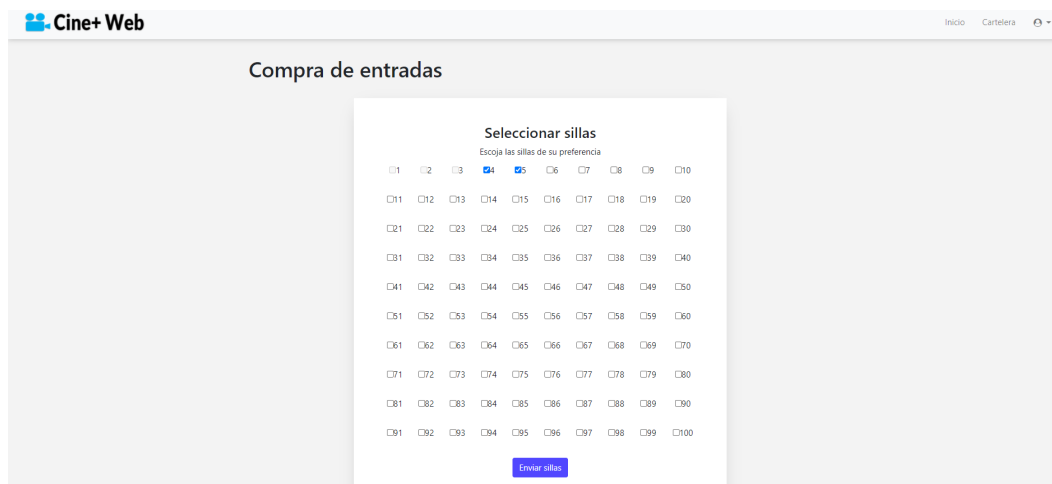 Cine+ Web
Inicio Cartelera
Compra de entradas
Seleccionar sillas
Escoja las sillas de su preferencia
1 2 3 4 5 6 7 8 9 10
11 12 13 14 15 16 17 18 19 20
21 22 23 24 25 26 27 28 29 30
31 32 33 34 35 36 37 38 39 40
41 42 43 44 45 46 47 48 49 50
51 52 53 54 55 56 57 58 59 60
61 62 63 64 65 66 67 68 69 70
71 72 73 74 75 76 77 78 79 80
81 82 83 84 85 86 87 88 89 90
91 92 93 94 95 96 97 98 99 100
Enviar sillas